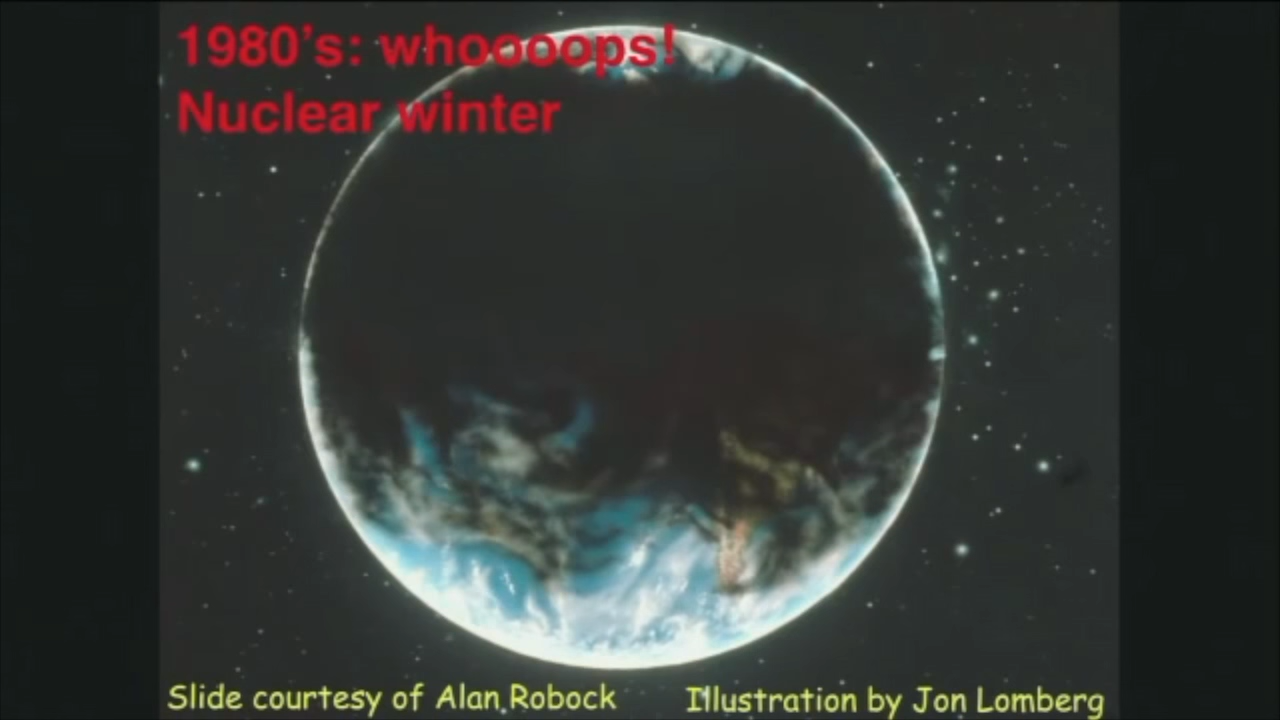 1980's: whoooops!
Nuclear winter
Slide courtesy of Alan Robock
Illustration by Jon Lomberg